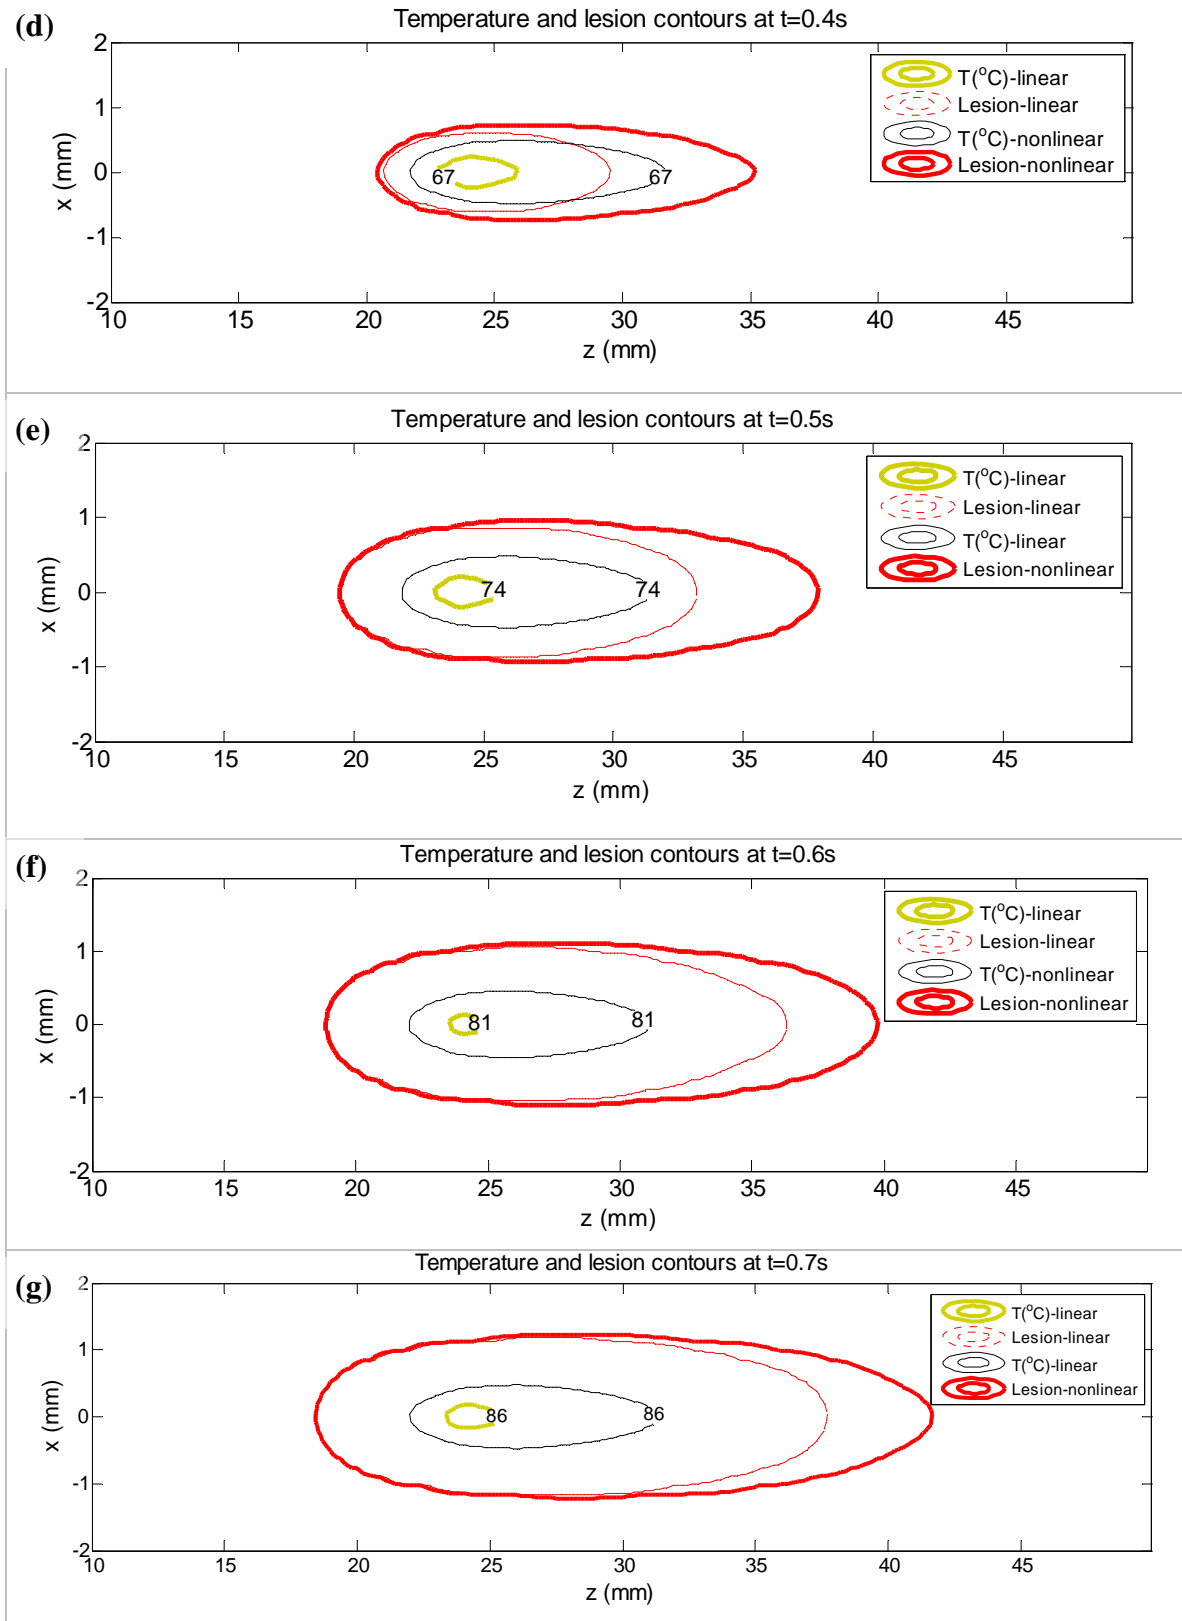 (d)
Temperature and lesion contours at t=0.4s
T(°C)-linear
Lesion-linear
T(°C)-nonlinear
Lesion-nonlinear
2
1
0
-1
-2
x (mm)
67
67
10 15 20 25 30 35 40 45
z (mm)
(e)
Temperature and lesion contours at t=0.5s
T(°C)-linear
Lesion-linear
T(°C)-linear
Lesion-nonlinear
2
1
0
-1
-2
x (mm)
74
74
10 15 20 25 30 35 40 45
z (mm)
(f)
Temperature and lesion contours at t=0.6s
T(°C)-linear
Lesion-linear
T(°C)-nonlinear
Lesion-nonlinear
2
1
0
-1
-2
x (mm)
81
81
10 15 20 25 30 35 40 45
z (mm)
(g)
Temperature and lesion contours at t=0.7s
T(°C)-linear
Lesion-linear
T(°C)-linear
Lesion-nonlinear
2
1
0
-1
-2
x (mm)
86
86
10 15 20 25 30 35 40 45
z (mm)